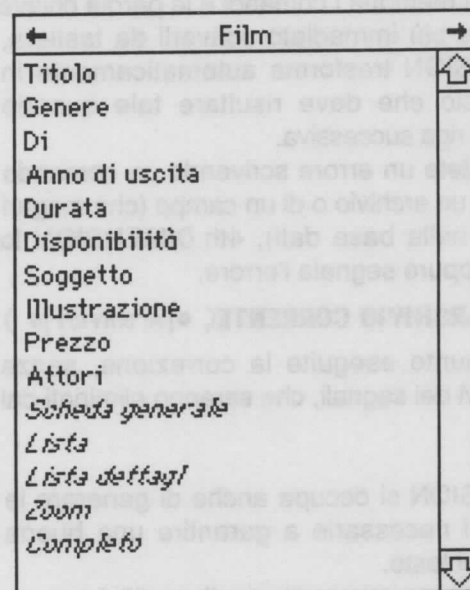 ← Film →
Titolo
Genere
Di
Anno di uscita
Durata
Disponibilità
Soggetto
Illustrazione
Prezzo
Attori
Scheda generale
Lista
Lista dettagl
Zoom
Completa